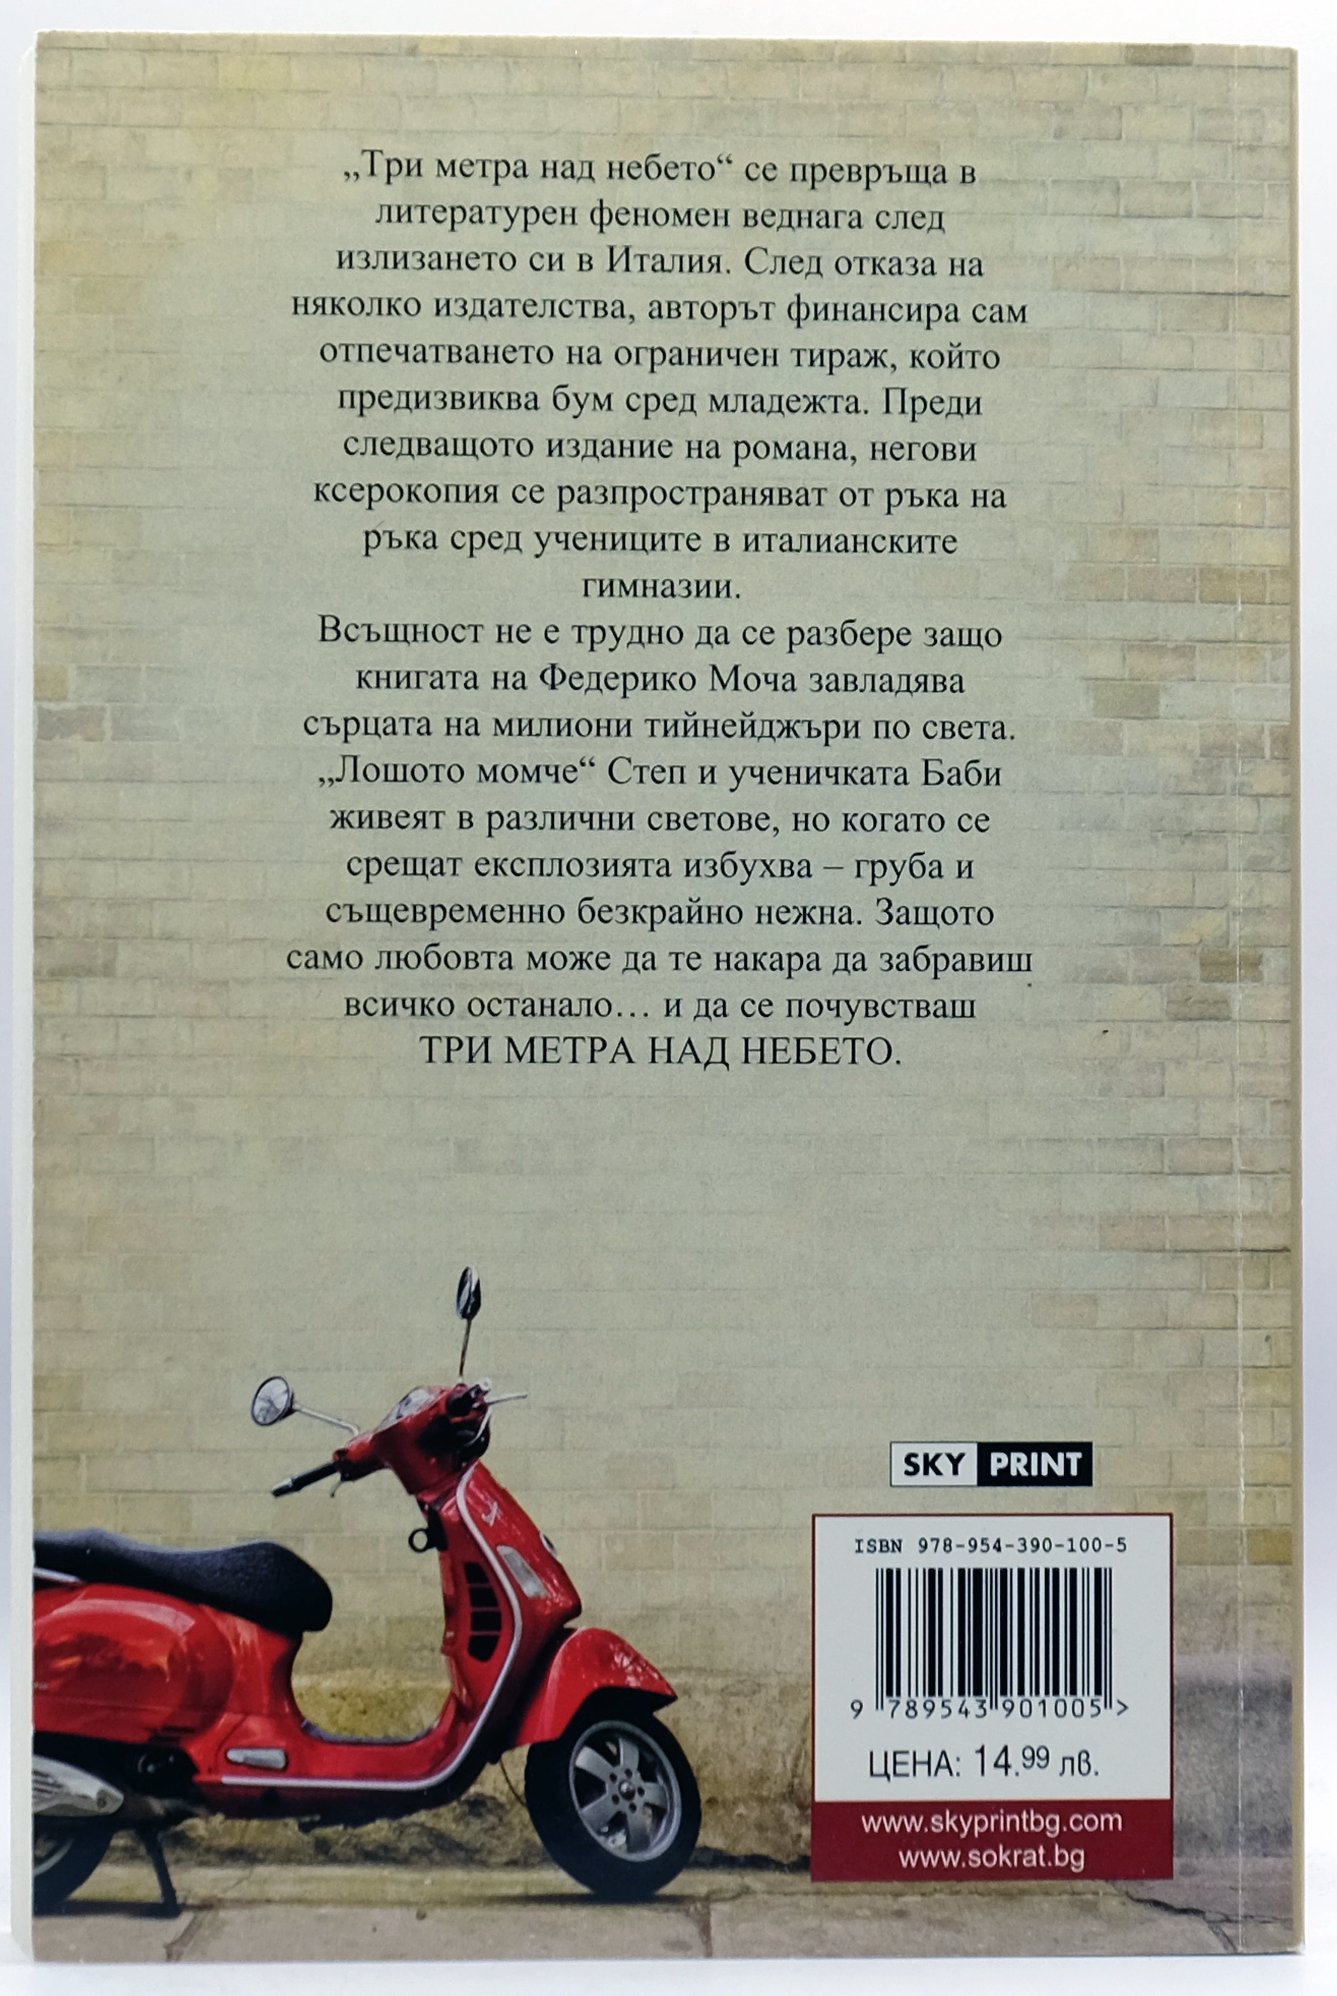 „Три метра над небето“ се превръща в
литературен феномен веднага след
излизането си в Италия. След отказа на
няколко издателства, авторът финансира сам
отпечатването на ограничен тираж, който
предизвиква бум сред младежта. Преди
следващото издание на романа, негови
ксерокопия се разпространяват от ръка на
ръка сред учениците в италианските
гимназии.
Всъщност не е трудно да се разбере защо
книгата на Федерико Моча завладява
сърцата на милиони тийнейджъри по света.
„Лошото момче“ Степ и ученичката Баби
живеят в различни светове, но когато се
срещат експлозията избухва – груба и
същевременно безкрайно нежна. Защото
само любовта може да те накара да забравиш
всичко останало... и да се почувстваш
ТРИ МЕТРА НАД НЕБЕТО.
SKY PRINT
ISBN 978-954-390-100-5
9 789543 901005 >
ЦЕНА: 14.99 лв.
www.skyprintbg.com
www.sokrat.bg